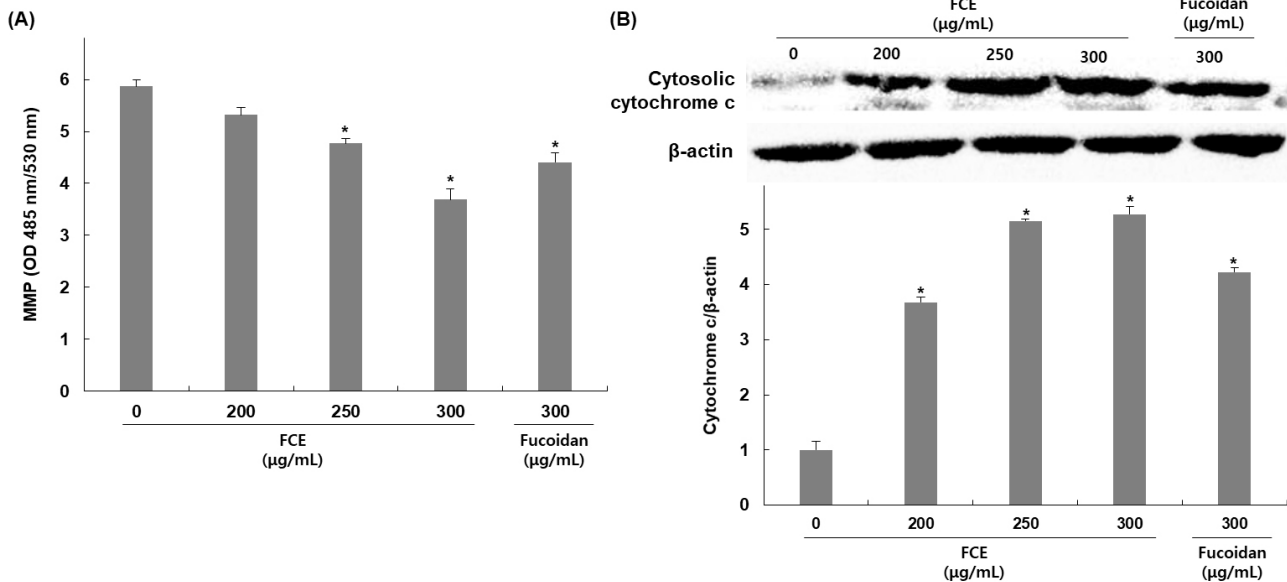 (A)
6
5
4
3
2
1
0
MMP (OD 485 nm/530 nm)
*
*
*
0 200 250 300 300
FCE Fucoidan
(µg/mL) (µg/mL)
(B)
FCE Fucoidan
(µg/mL) (µg/mL)
0 200 250 300 300
Cytosolic
cytochrome c
β-actin
5
4
3
2
1
0
Cytochrome c/β-actin
*
*
*
*
0 200 250 300 300
FCE Fucoidan
(µg/mL) (µg/mL)